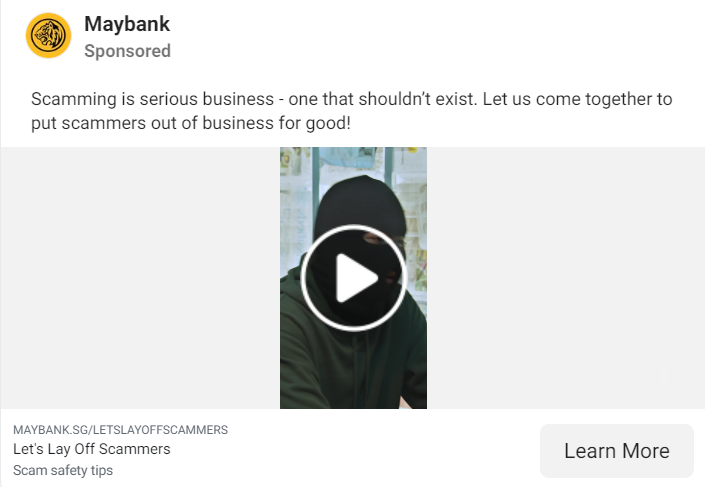 Maybank
Sponsored
Scamming is serious business - one that shouldn’t exist. Let us come together to
put scammers out of business for good!
MAYBANK.SG/LETSLAYOFFSCAMMERS
Let's Lay Off Scammers
Scam safety tips
Learn More